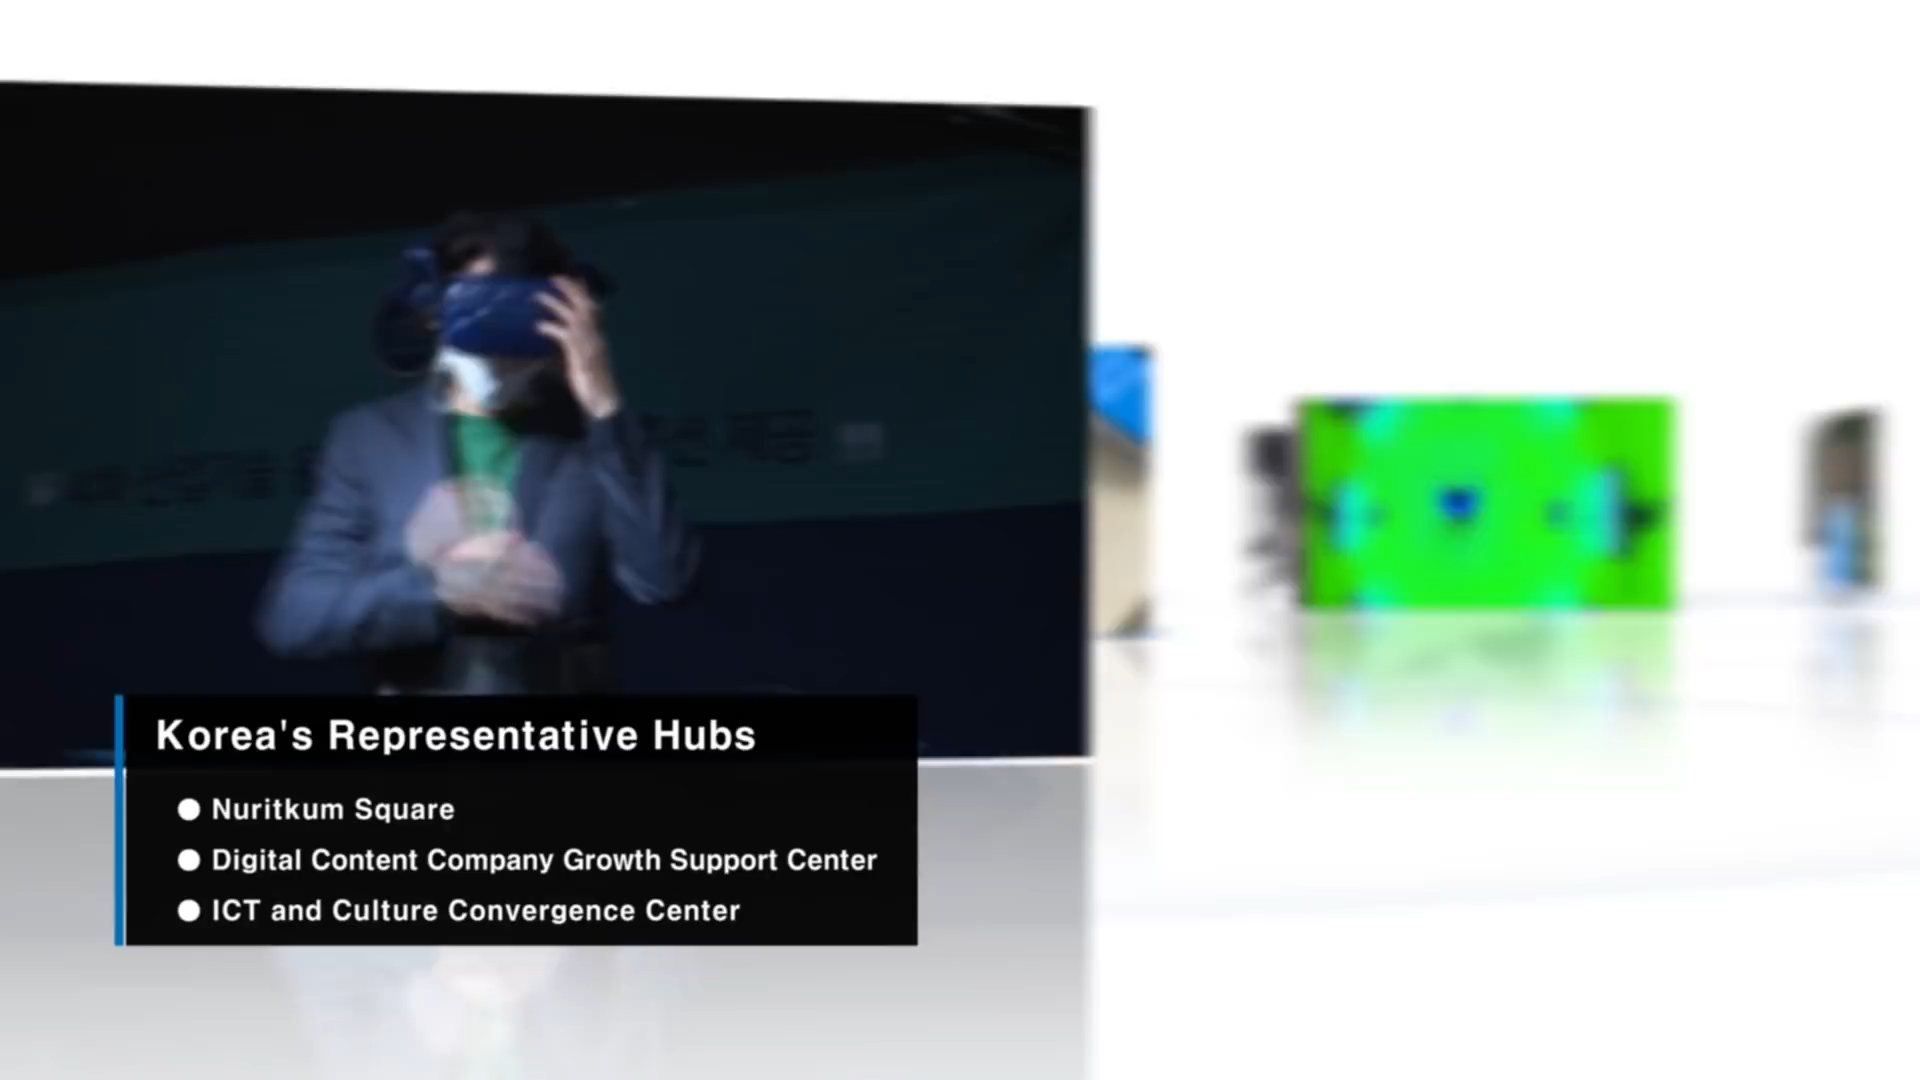 Korea's Representative Hubs
● Nuritkum Square
● Digital Content Company Growth Support Center
● ICT and Culture Convergence Center